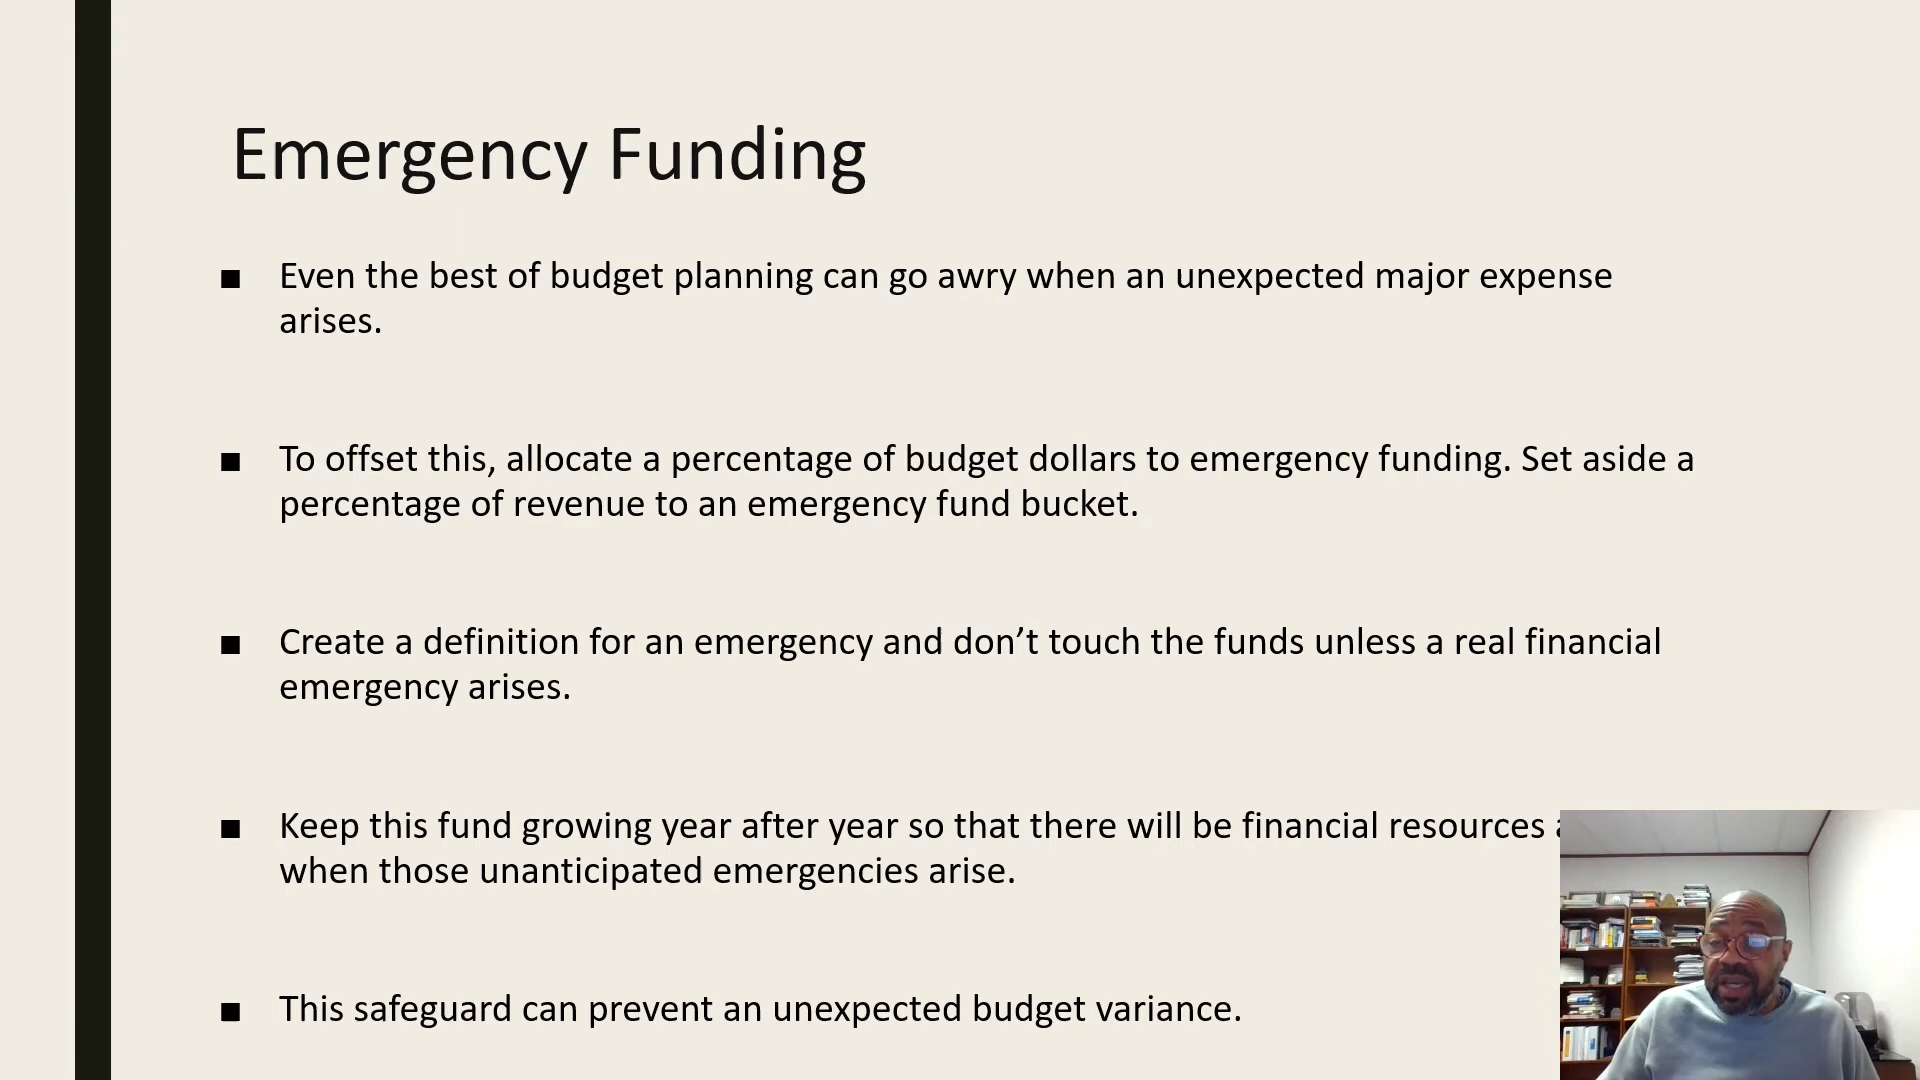 Emergency Funding
■ Even the best of budget planning can go awry when an unexpected major expense
arises.
■ To offset this, allocate a percentage of budget dollars to emergency funding. Set aside a
percentage of revenue to an emergency fund bucket.
■ Create a definition for an emergency and don’t touch the funds unless a real financial
emergency arises.
■ Keep this fund growing year after year so that there will be financial resources
when those unanticipated emergencies arise.
■ This safeguard can prevent an unexpected budget variance.